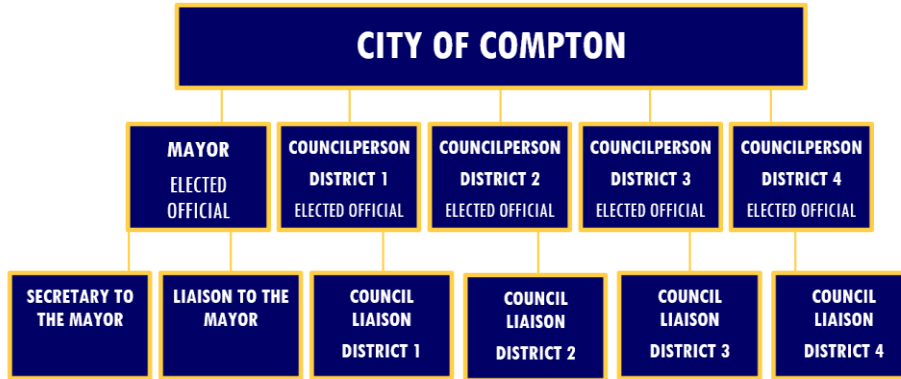 CITY OF COMPTON
MAYOR
ELECTED
OFFICIAL
COUNCILPERSON
DISTRICT 1
ELECTED OFFICIAL
COUNCILPERSON
DISTRICT 2
ELECTED OFFICIAL
COUNCILPERSON
DISTRICT 3
ELECTED OFFICIAL
COUNCILPERSON
DISTRICT 4
ELECTED OFFICIAL
SECRETARY TO
THE MAYOR
LIAISON TO THE
MAYOR
COUNCIL
LIAISON
DISTRICT 1
COUNCIL
LIAISON
DISTRICT 2
COUNCIL
LIAISON
DISTRICT 3
COUNCIL
LIAISON
DISTRICT 4